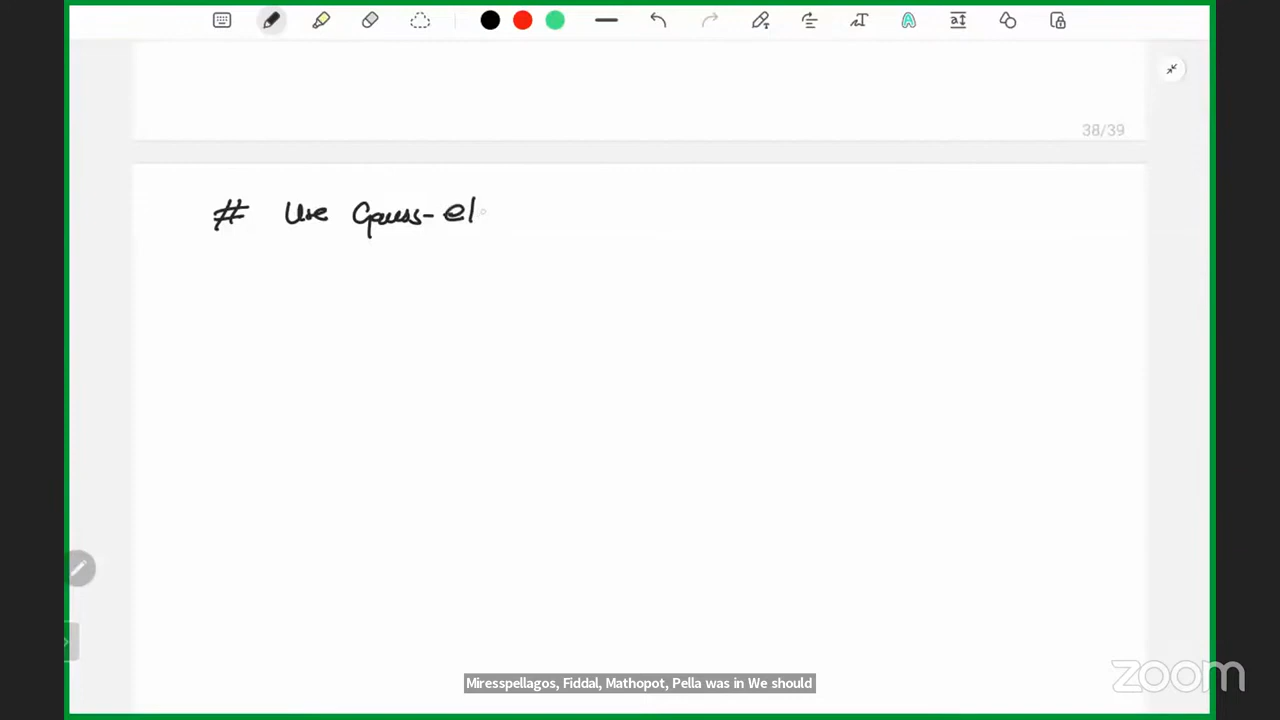 38/39
# Use Gauss-el
Miresspellagos, Fiddal, Mathopot, Pella was in We should
zoom